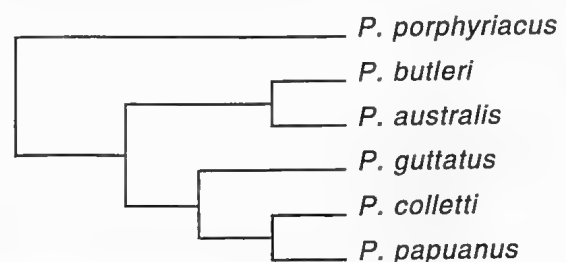 P. porphyriacus
P. butleri
P. australis
P. guttatus
P. colletti
P. papuanus